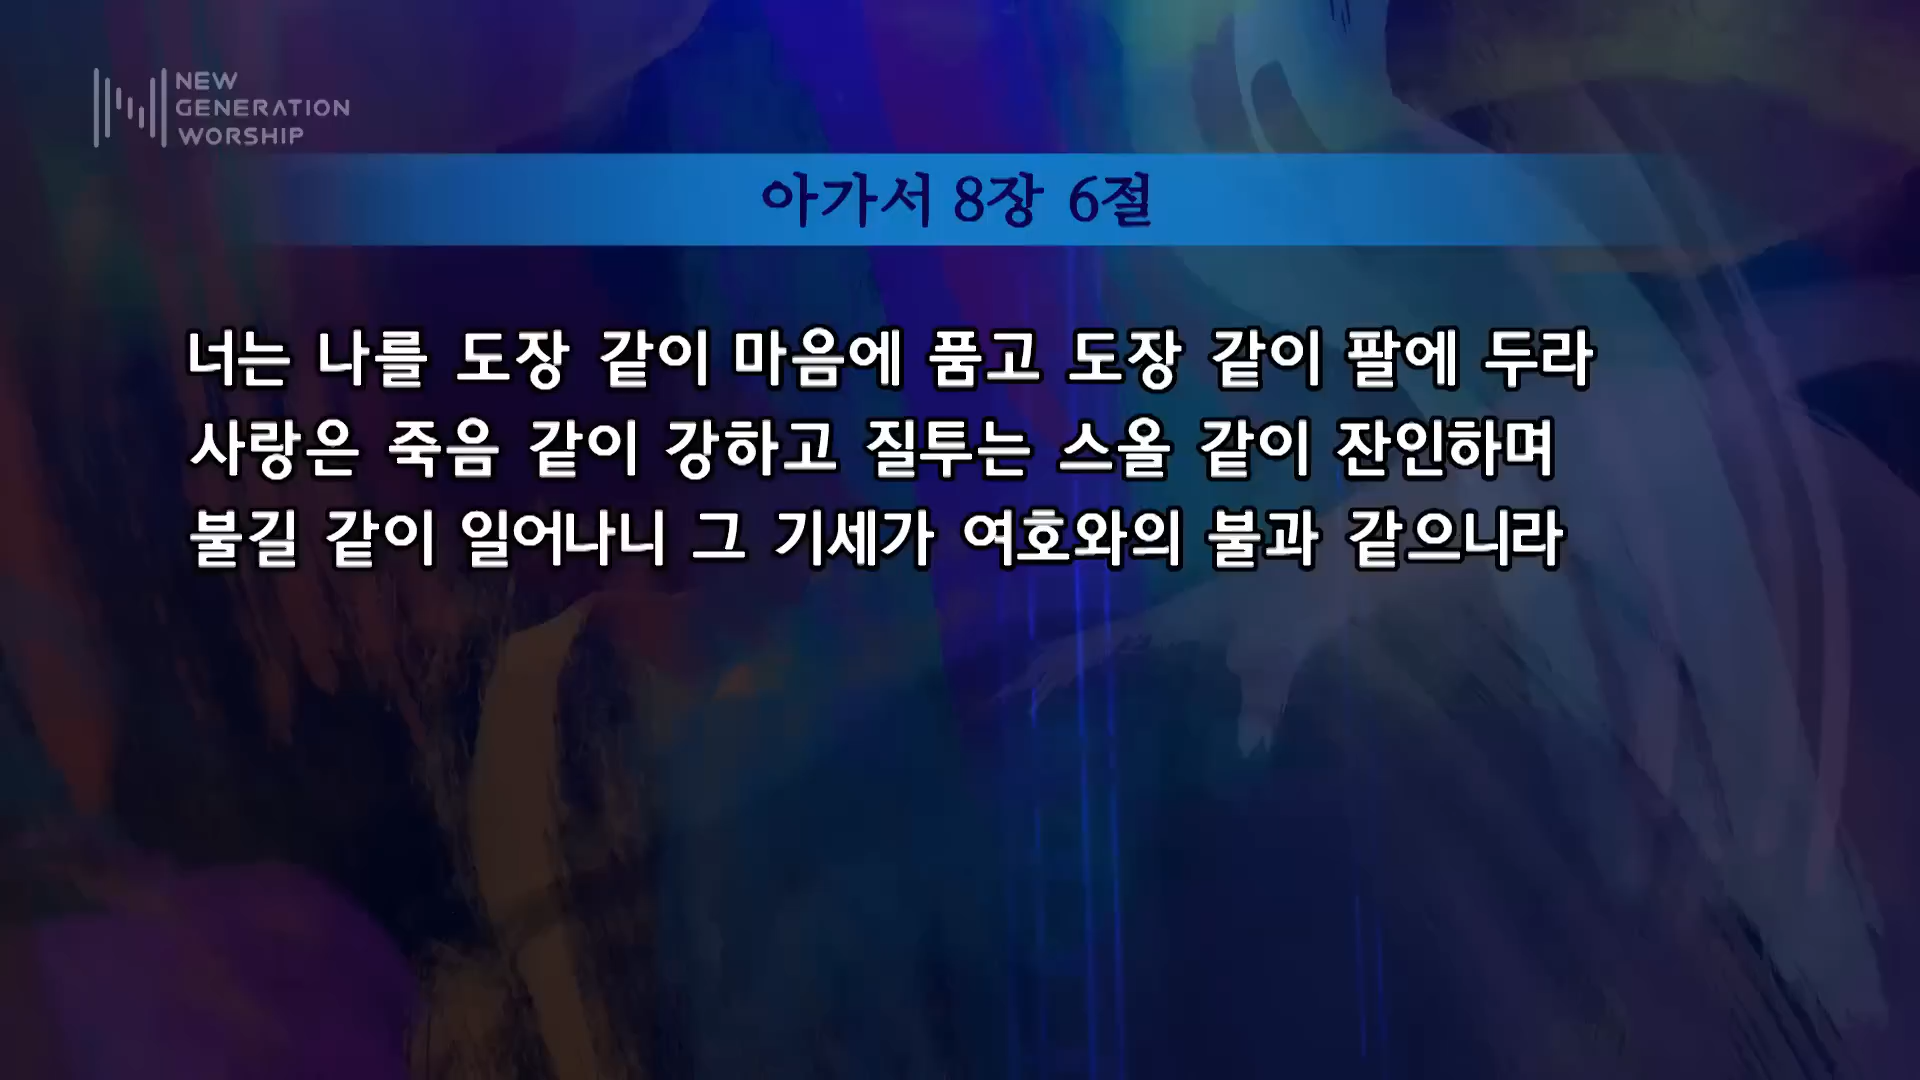 NEW
GENERATION
WORSHIP
아가서 8장 6절
너는 나를 도장 같이 마음에 품고 도장 같이 팔에 두라
사랑은 죽음 같이 강하고 질투는 스올 같이 잔인하며
불길 같이 일어나니 그 기세가 여호와의 불과 같으니라